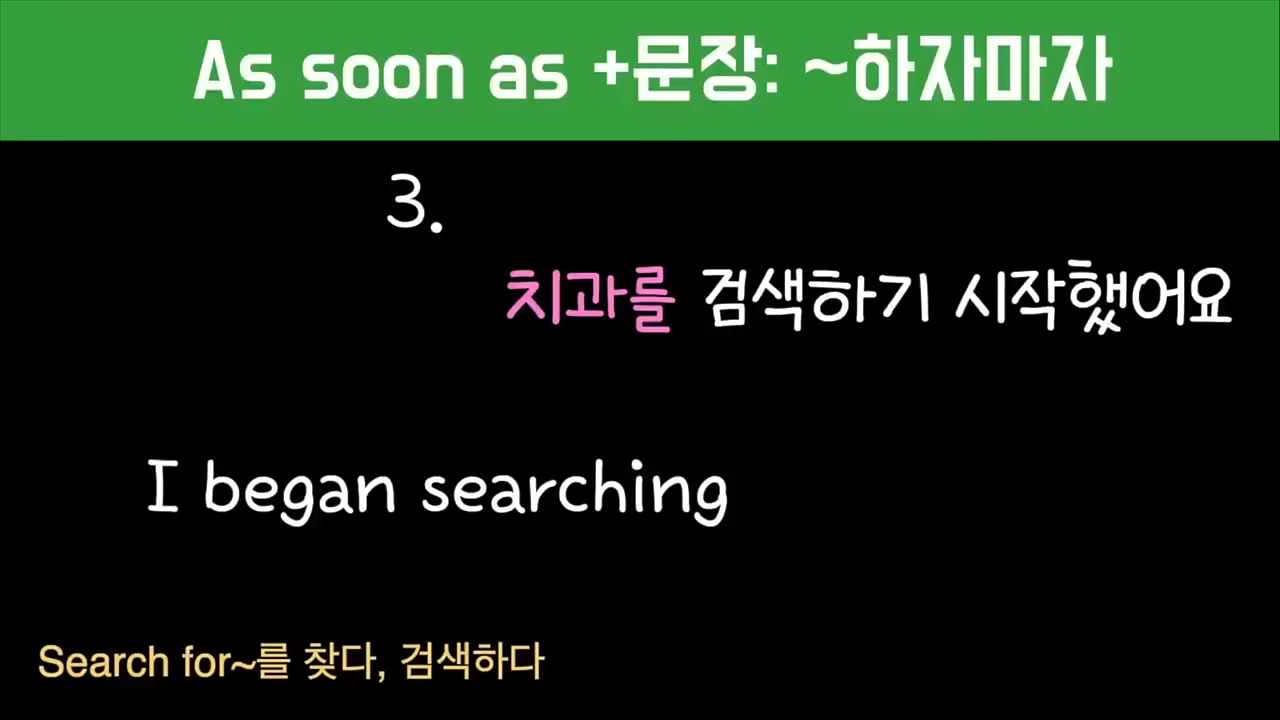 As soon as +문장: ~하자마자
3.
치과를 검색하기 시작했어요
I began searching
Search for~를 찾다, 검색하다